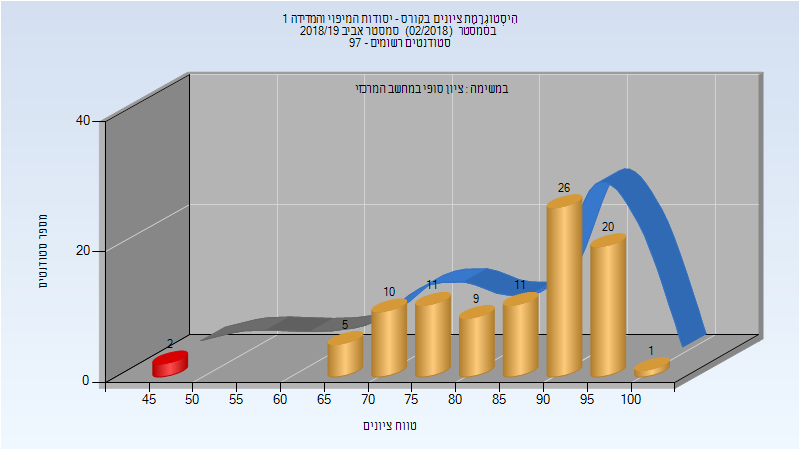 היסטוגרמת ציונים בקורס - יסודות המיפוי והמדידה 1
בסמסטר (02/2018) סמסטר אביב 2018/19
סטודנטים רשומים - 97
במשימה : ציון סופי במחשב המרכזי
מספר סטודנטים
40
20
0
2
5
10
11
9
11
26
20
1
45 50 55 60 65 70 75 80 85 90 95 100
טווח ציונים